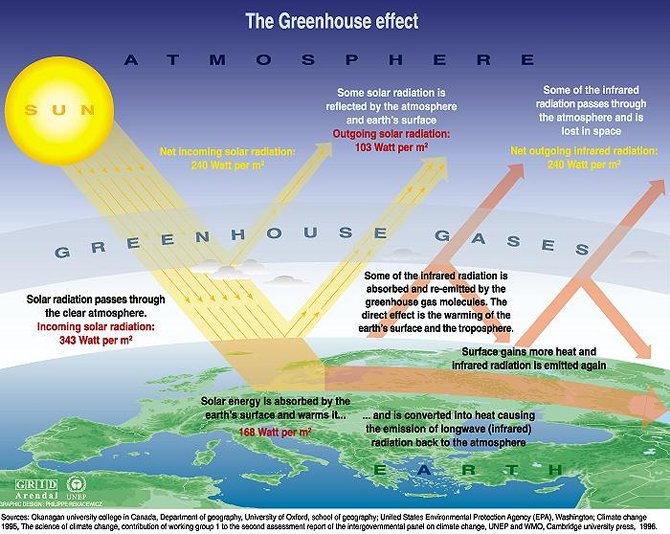 The Greenhouse effect
ATMOSPHERE
SUN
Some solar radiation is
reflected by the atmosphere
and earth's surface
Outgoing solar radiation:
103 Watt per m²
Some of the infrared
radiation passes through
the atmosphere and is
lost in space
Net outgoing infrared radiation:
240 Watt per m²
Net incoming solar radiation:
240 Watt per m²
GREENHOUSE GASES
Solar radiation passes through
the clear atmosphere.
Incoming solar radiation:
343 Watt per m²
Some of the infrared radiation is
absorbed and re-emitted by the
greenhouse gas molecules. The
direct effect is the warming of the
earth's surface and the troposphere.
Surface gains more heat and
infrared radiation is emitted again
Solar energy is absorbed by the
earth's surface and warms it...
168 Watt per m²
... and is converted into heat causing
the emission of longwave (infrared)
radiation back to the atmosphere
EARTH
GRID
Arendal
UNEP
GRAPHIC DESIGN : PHILIPPE REKACEWICZ
Sources: Okanagan university college in Canada, Department of geography, University of Oxford, school of geography; United States Environmental Protection Agency (EPA), Washington; Climate change
1995, The science of climate change, contribution of working group 1 to the second assessment report of the intergovernmental panel on climate change, UNEP and WMO, Cambridge university press, 1996.